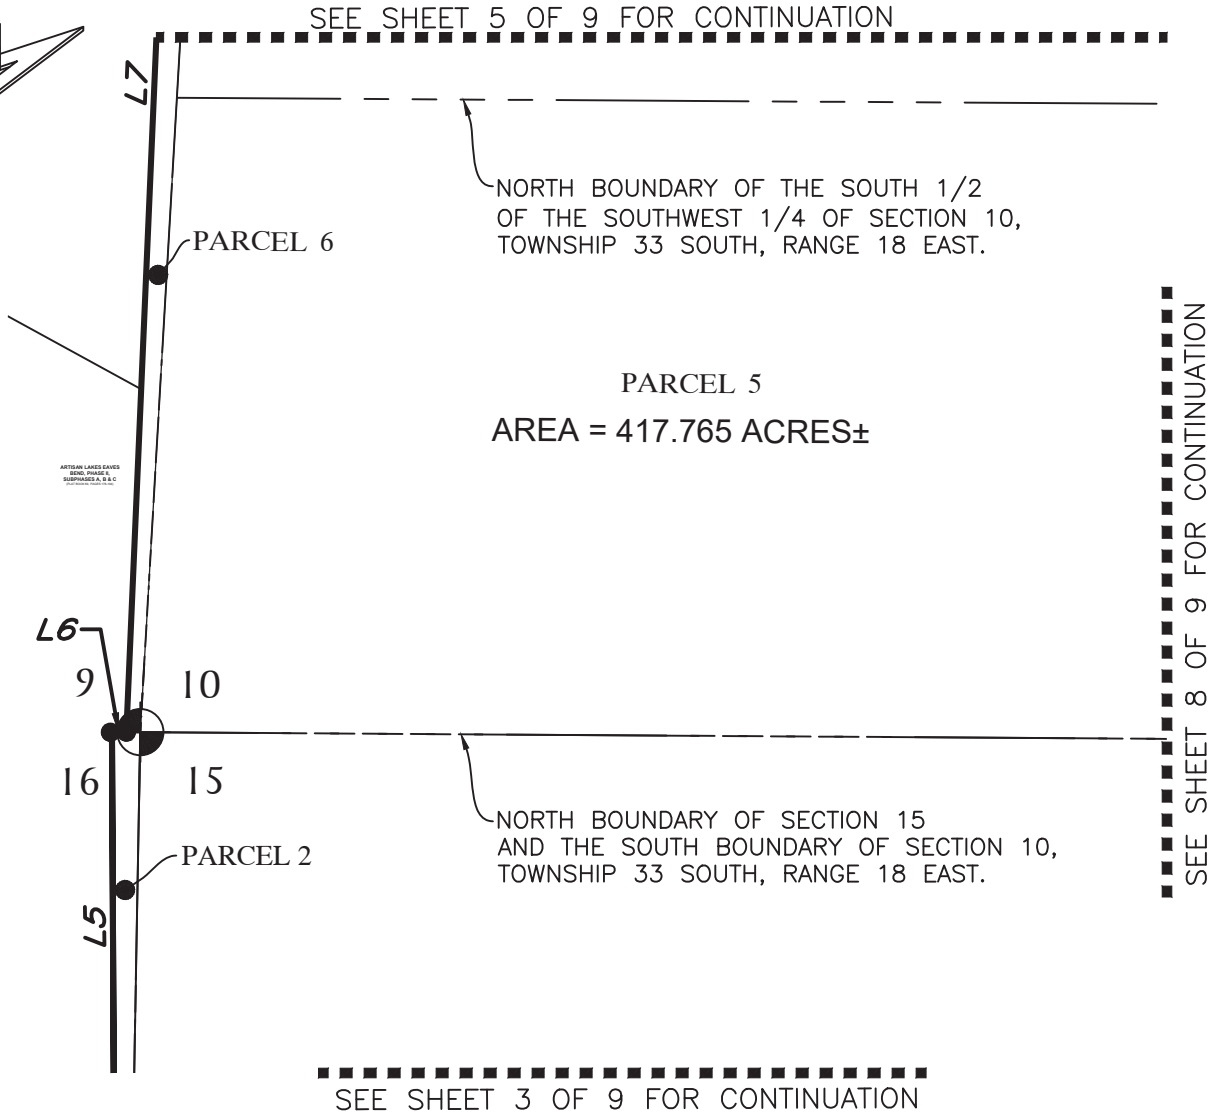 SEE SHEET 5 OF 9 FOR CONTINUATION
L7
NORTH BOUNDARY OF THE SOUTH 1/2
OF THE SOUTHWEST 1/4 OF SECTION 10,
TOWNSHIP 33 SOUTH, RANGE 18 EAST.
PARCEL 6
PARCEL 5
AREA = 417.765 ACRES±
SEE SHEET 8 OF 9 FOR CONTINUATION
ARTISAN LAKES EAVES
BEND, PHASE II,
SUBPHASES A, B & C
L6
9
10
16
15
NORTH BOUNDARY OF SECTION 15
AND THE SOUTH BOUNDARY OF SECTION 10,
TOWNSHIP 33 SOUTH, RANGE 18 EAST.
PARCEL 2
L5
SEE SHEET 3 OF 9 FOR CONTINUATION